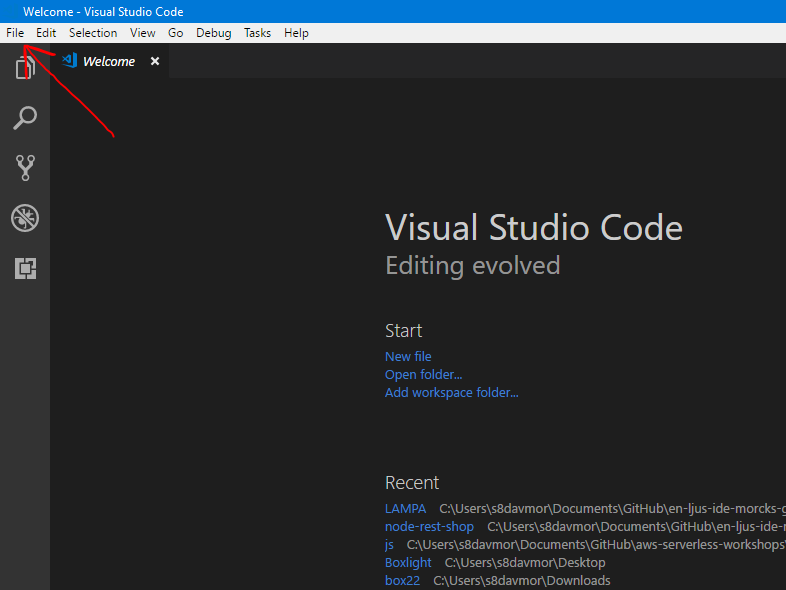 Welcome - Visual Studio Code
File Edit Selection View Go Debug Tasks Help
Welcome
Visual Studio Code
Editing evolved
Start
New file
Open folder...
Add workspace folder...
Recent
LAMPA C:\Users\s8davmor\Documents\GitHub\en-ljus-ide-morcks-g
node-rest-shop C:\Users\s8davmor\Documents\GitHub\en-ljus-ide-r
js C:\Users\s8davmor\Documents\GitHub\aws-serverless-workshops\
Boxlight C:\Users\s8davmor\Desktop
box22 C:\Users\s8davmor\Downloads